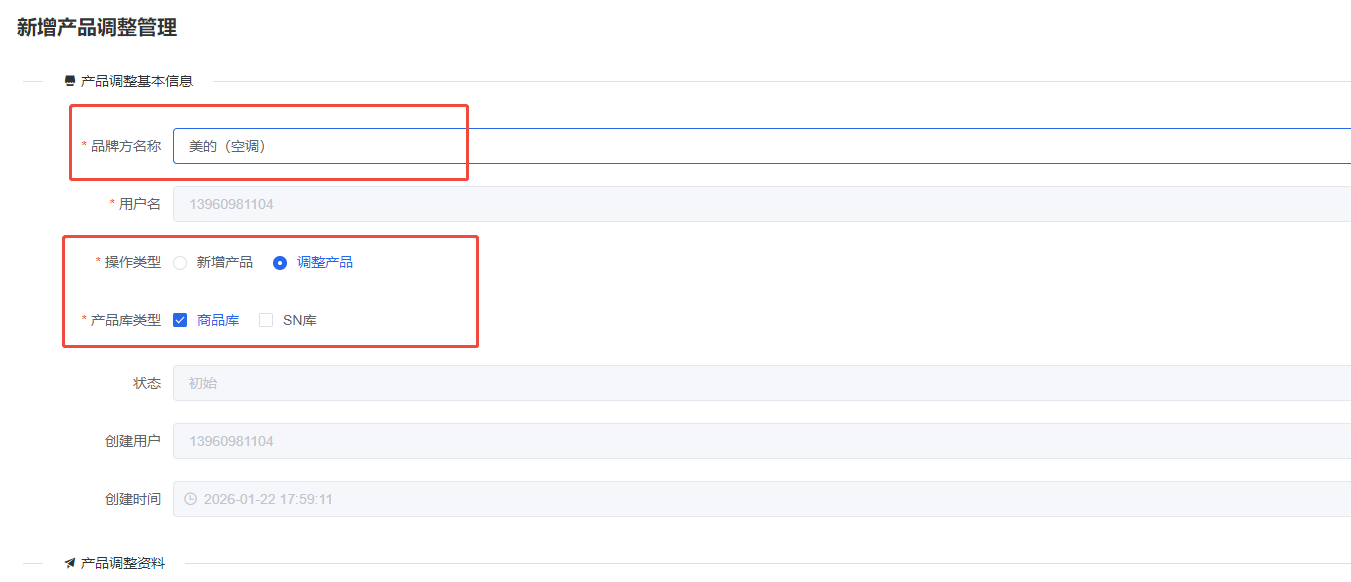 新增产品调整管理
产品调整基本信息
* 品牌方名称 美的（空调）
* 用户名 13960981104
* 操作类型 新增产品 调整产品
* 产品库类型 商品库 SN库
状态 初始
创建用户 13960981104
创建时间 2026-01-22 17:59:11
产品调整资料